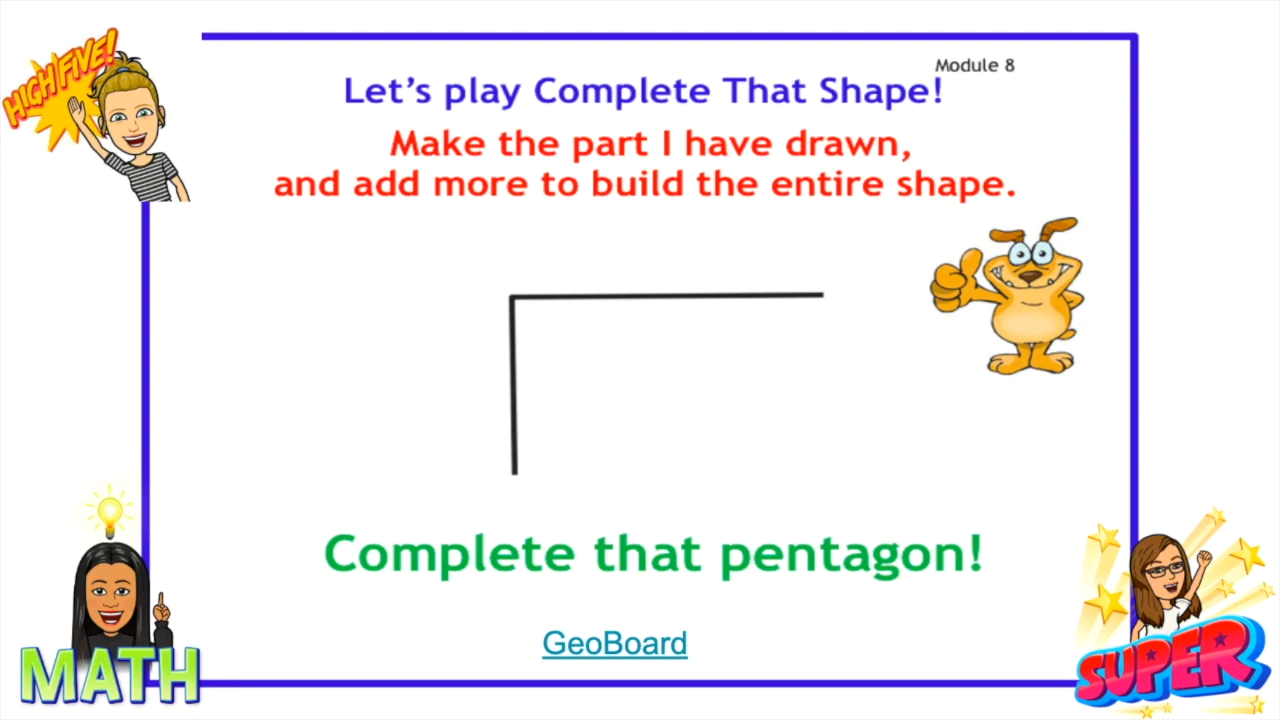 HIGH FIVE!
Module 8
Let's play Complete That Shape!
Make the part I have drawn,
and add more to build the entire shape.
Complete that pentagon!
GeoBoard
MATH
SUPER